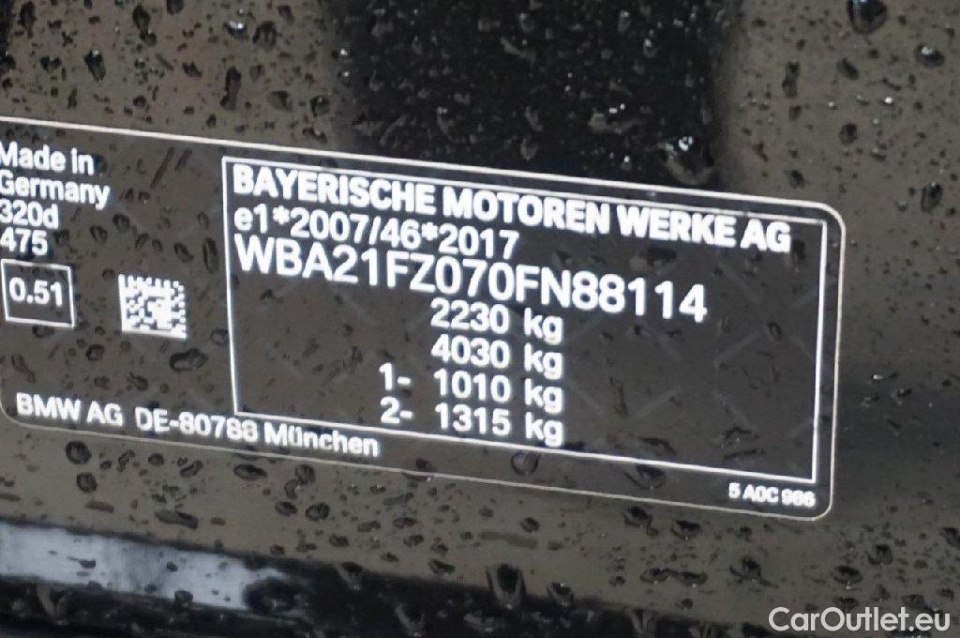 Made in
Germany
320d
475
0.51
BAYERISCHE MOTOREN WERKE AG
e1*2007/46*2017
WBA21FZ070FN88114
2230 kg
4030 kg
1- 1010 kg
2- 1315 kg
BMW AG DE-80788 München
5 A0C 986
CarOutlet.eu